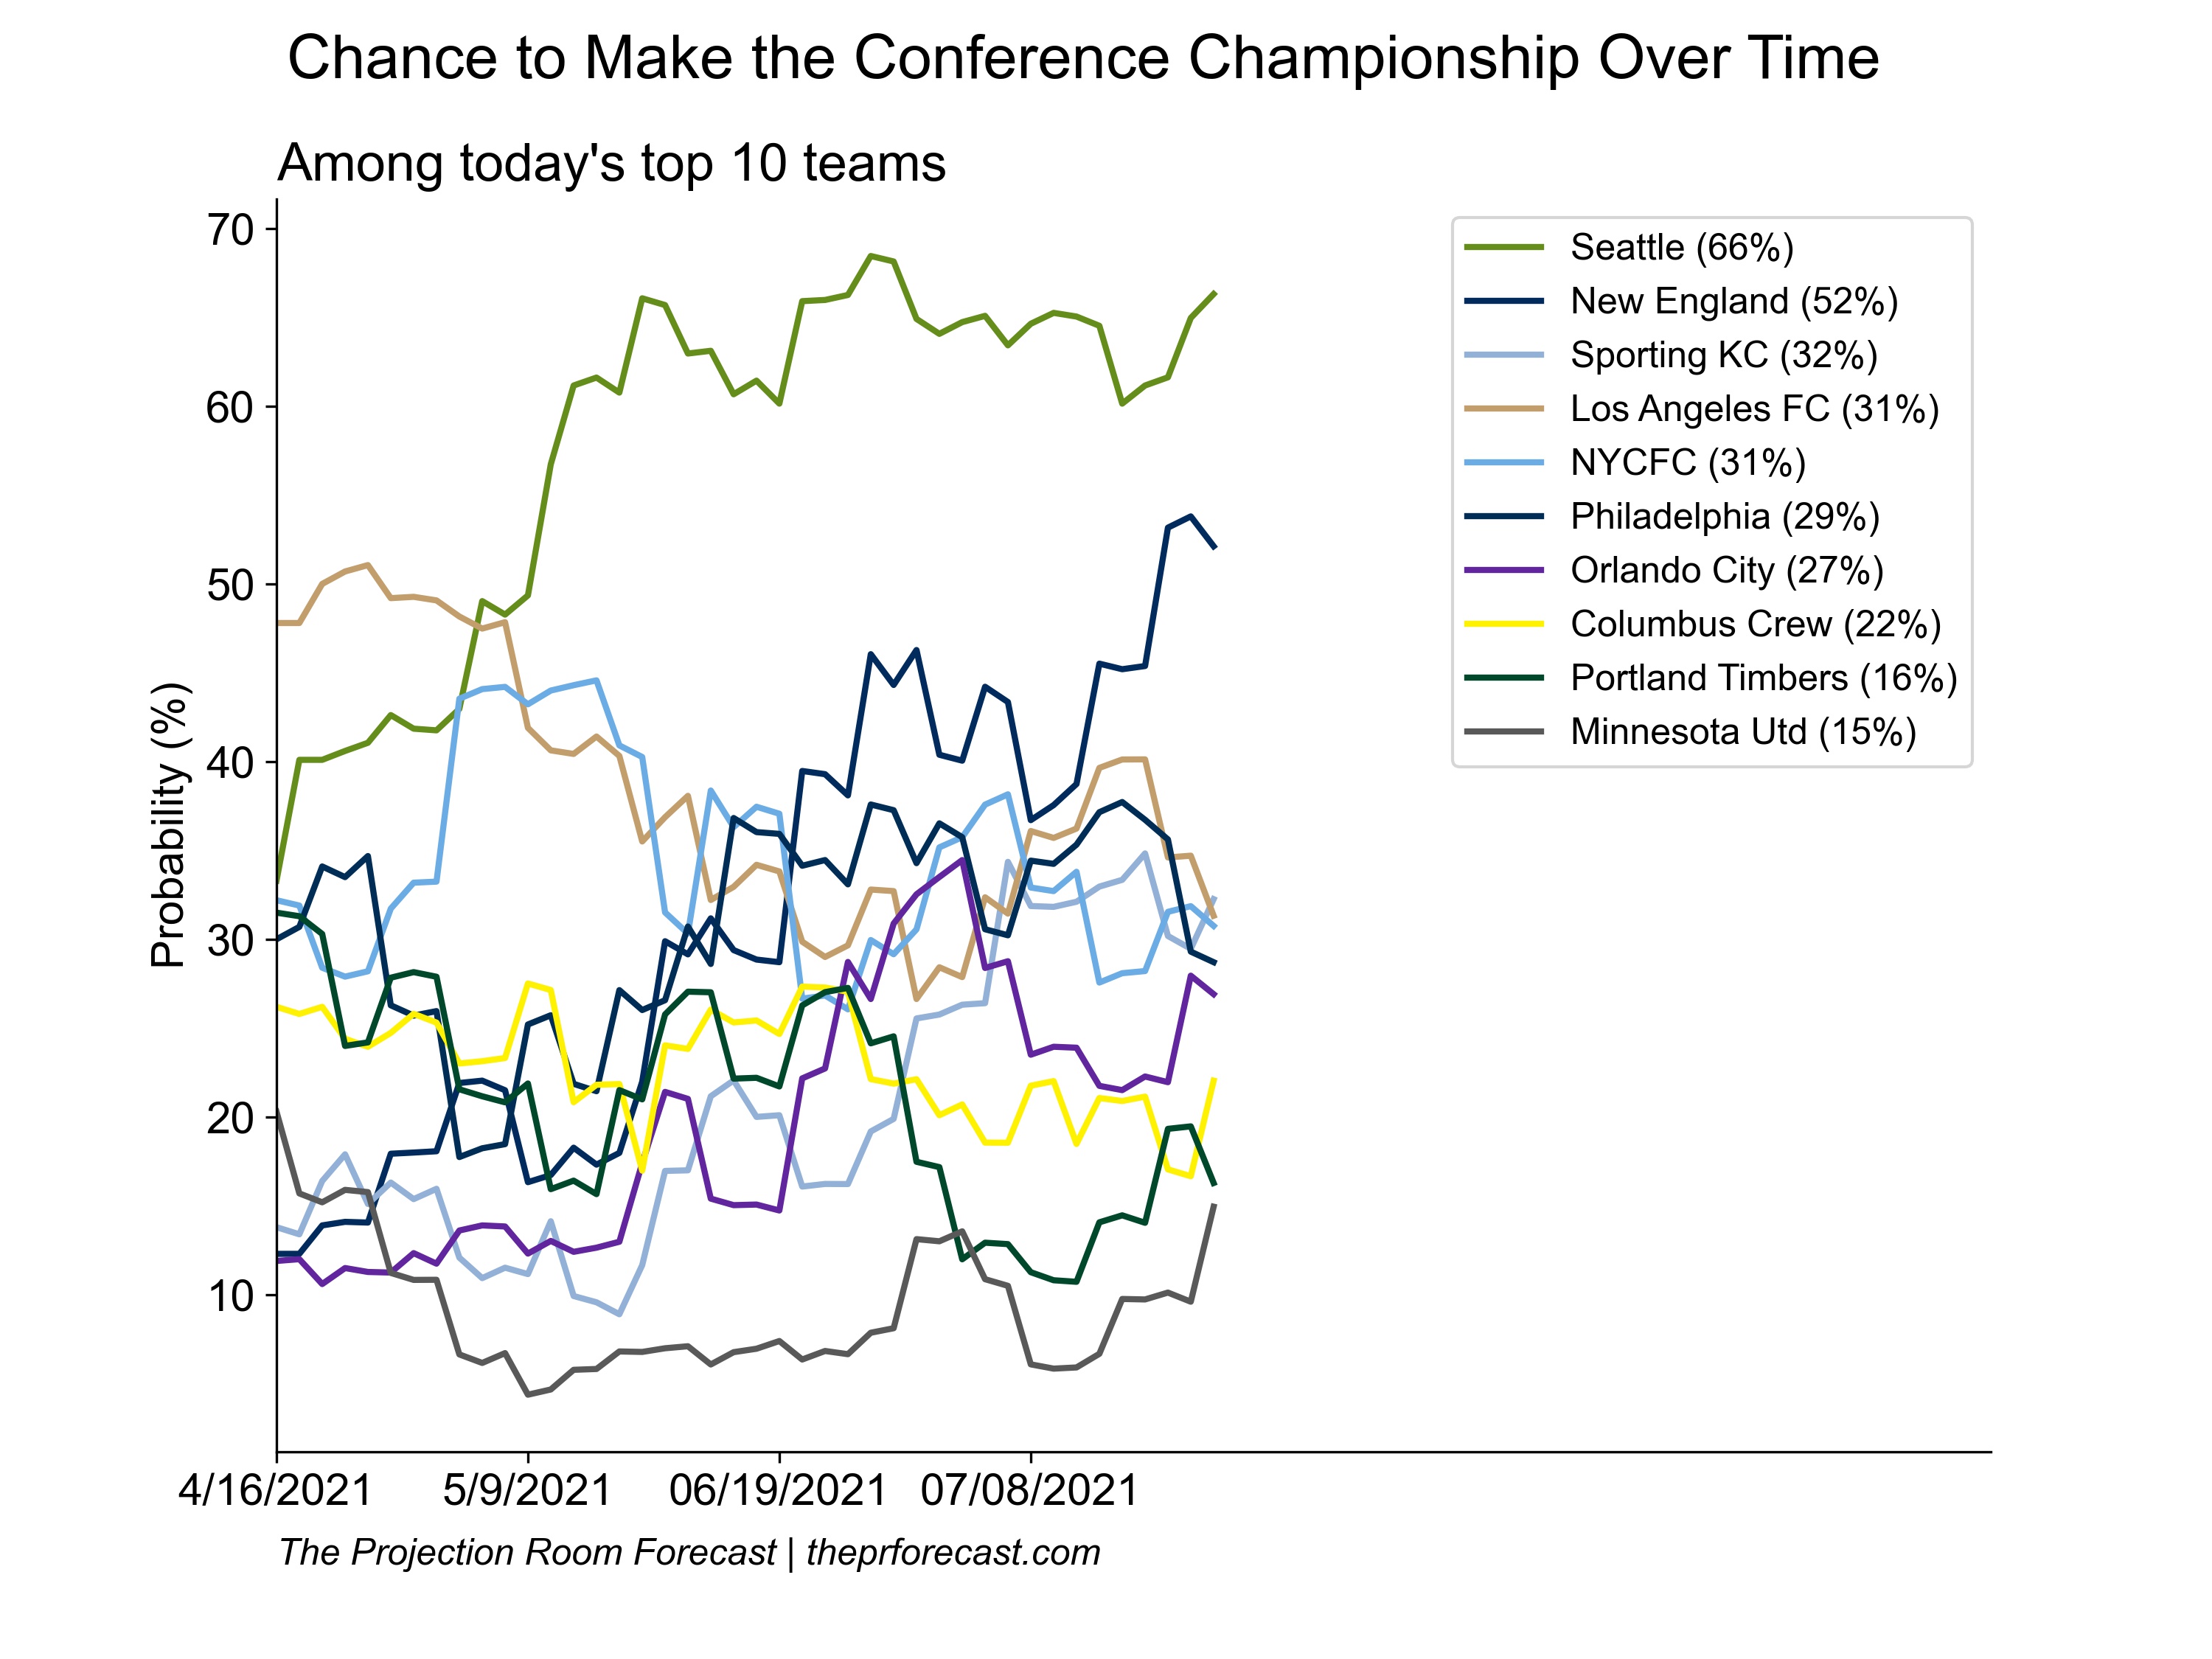 Chance to Make the Conference Championship Over Time
Among today's top 10 teams
Probability (%)
70
60
50
40
30
20
10
4/16/2021
5/9/2021
06/19/2021
07/08/2021
Seattle (66%)
New England (52%)
Sporting KC (32%)
Los Angeles FC (31%)
NYCFC (31%)
Philadelphia (29%)
Orlando City (27%)
Columbus Crew (22%)
Portland Timbers (16%)
Minnesota Utd (15%)
The Projection Room Forecast | theprforecast.com